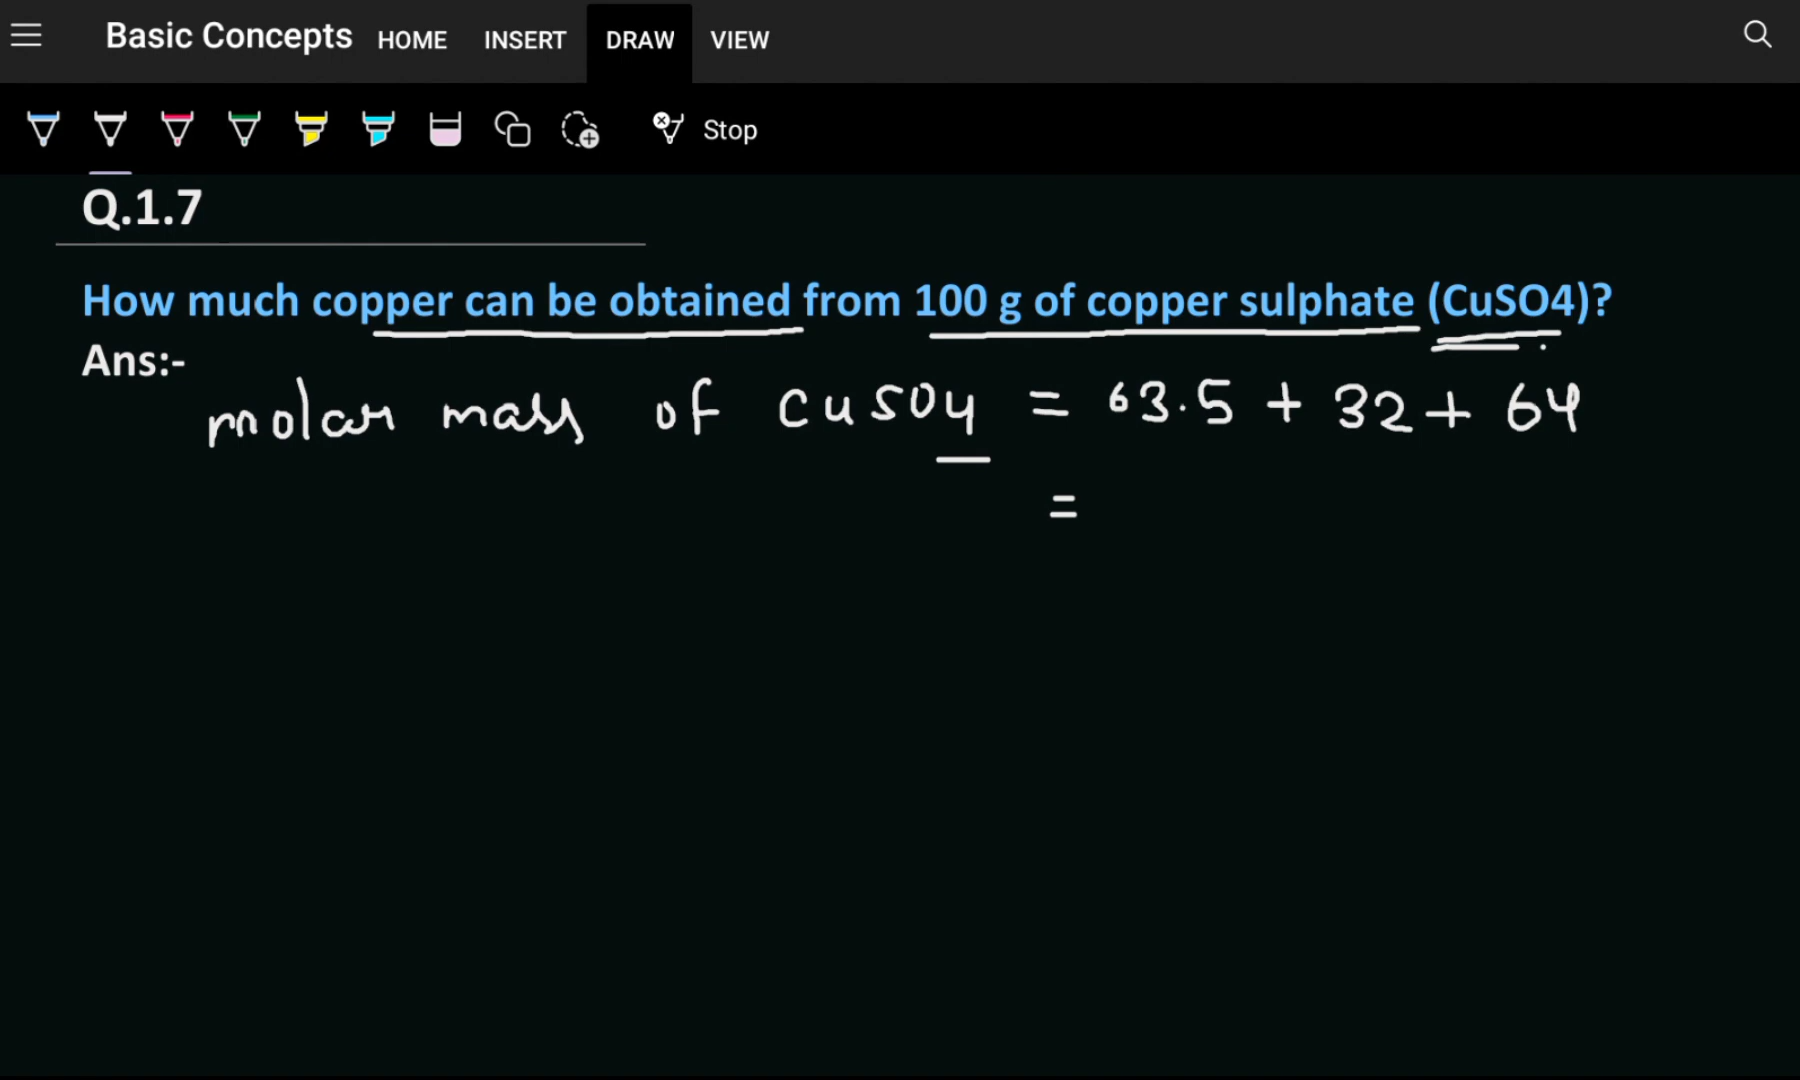 Basic Concepts HOME INSERT DRAW VIEW
Stop
Q.1.7
How much copper can be obtained from 100 g of copper sulphate (CuSO4)?
Ans:-
molar mass of CuSO4 = 63.5 + 32 + 64
=